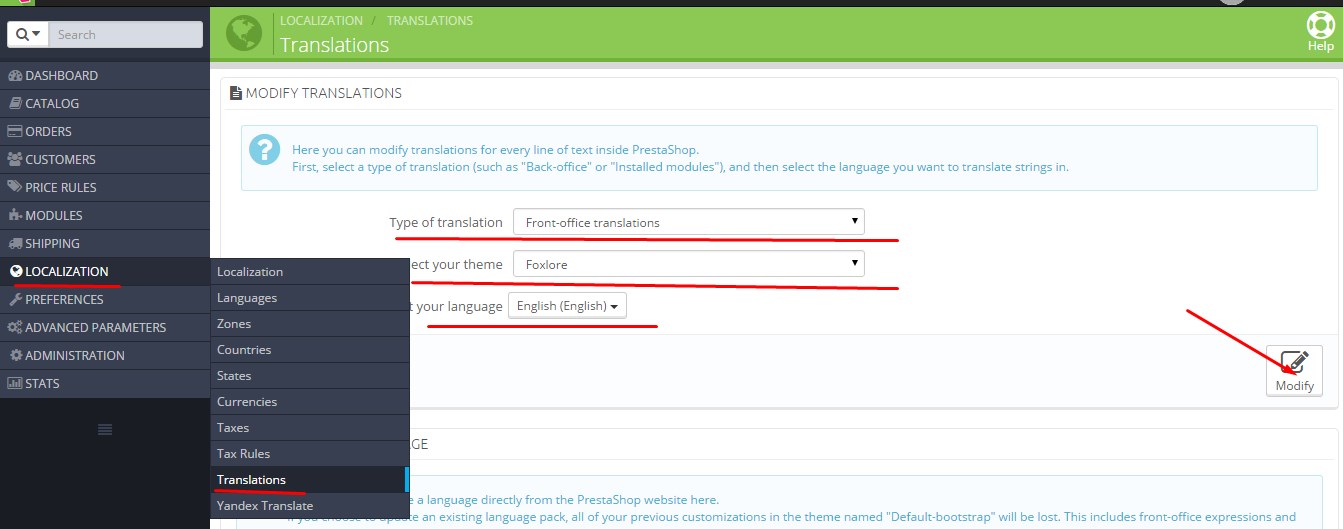 LOCALIZATION / TRANSLATIONS
Translations
Help
Search
DASHBOARD
CATALOG
ORDERS
CUSTOMERS
PRICE RULES
MODULES
SHIPPING
LOCALIZATION
PREFERENCES
ADVANCED PARAMETERS
ADMINISTRATION
STATS
Localization
Languages
Zones
Countries
States
Currencies
Taxes
Tax Rules
Translations
Yandex Translate
MODIFY TRANSLATIONS
?
Here you can modify translations for every line of text inside PrestaShop.
First, select a type of translation (such as "Back-office" or "Installed modules"), and then select the language you want to translate strings in.
Type of translation Front-office translations
ect your theme Foxlore
t your language English (English)
Modify
GE
e a language directly from the PrestaShop website here.
If you choose to update an existing language pack, all of your previous customizations in the theme named "Default-bootstrap" will be lost. This includes front-office expressions and